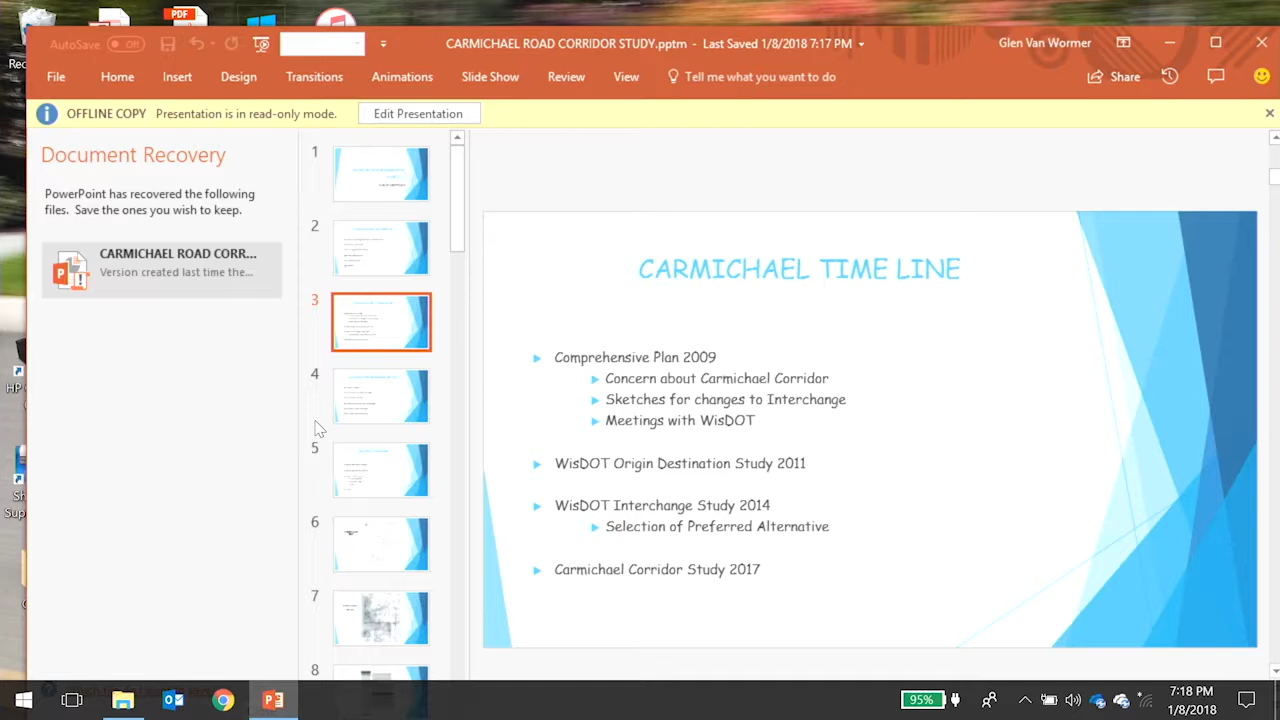 PDF
AutoSave
Off
CARMICHAEL ROAD CORRIDOR STUDY.pptm - Last Saved 1/8/2018 7:17 PM
Glen Van Wormer
File
Home
Insert
Design
Transitions
Animations
Slide Show
Review
View
Tell me what you want to do
Share
OFFLINE COPY
Presentation is in read-only mode.
Edit Presentation
Document Recovery
PowerPoint has recovered the following
files. Save the ones you wish to keep.
CARMICHAEL ROAD CORR...
Version created last time the...
1
2
3
4
5
6
7
8
CARMICHAEL TIME LINE
Comprehensive Plan 2009
Concern about Carmichael Corridor
Sketches for changes to Interchange
Meetings with WisDOT
WisDOT Origin Destination Study 2011
WisDOT Interchange Study 2014
Selection of Preferred Alternative
Carmichael Corridor Study 2017
95%
7:18 PM
1/8/2018